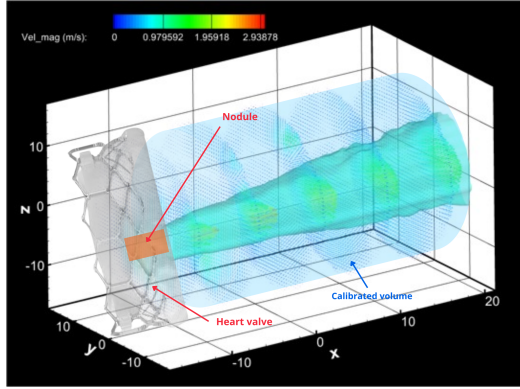 Vel_mag (m/s): 0 0.979592 1.95918 2.93878
Nodule
10
z 0
-10
Calibrated volume
Heart valve
20
10
10
y 0
0
x
-10
-10